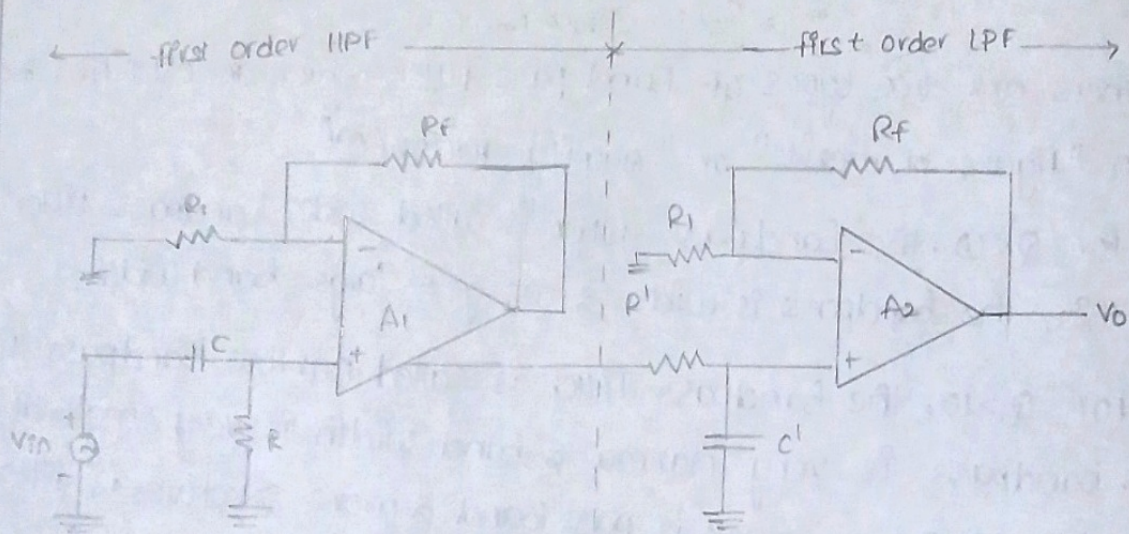 first order HPF
first order LPF
RF
Rf
R1
R1
R'
A1
A2
Vo
C
Vin
R
C'